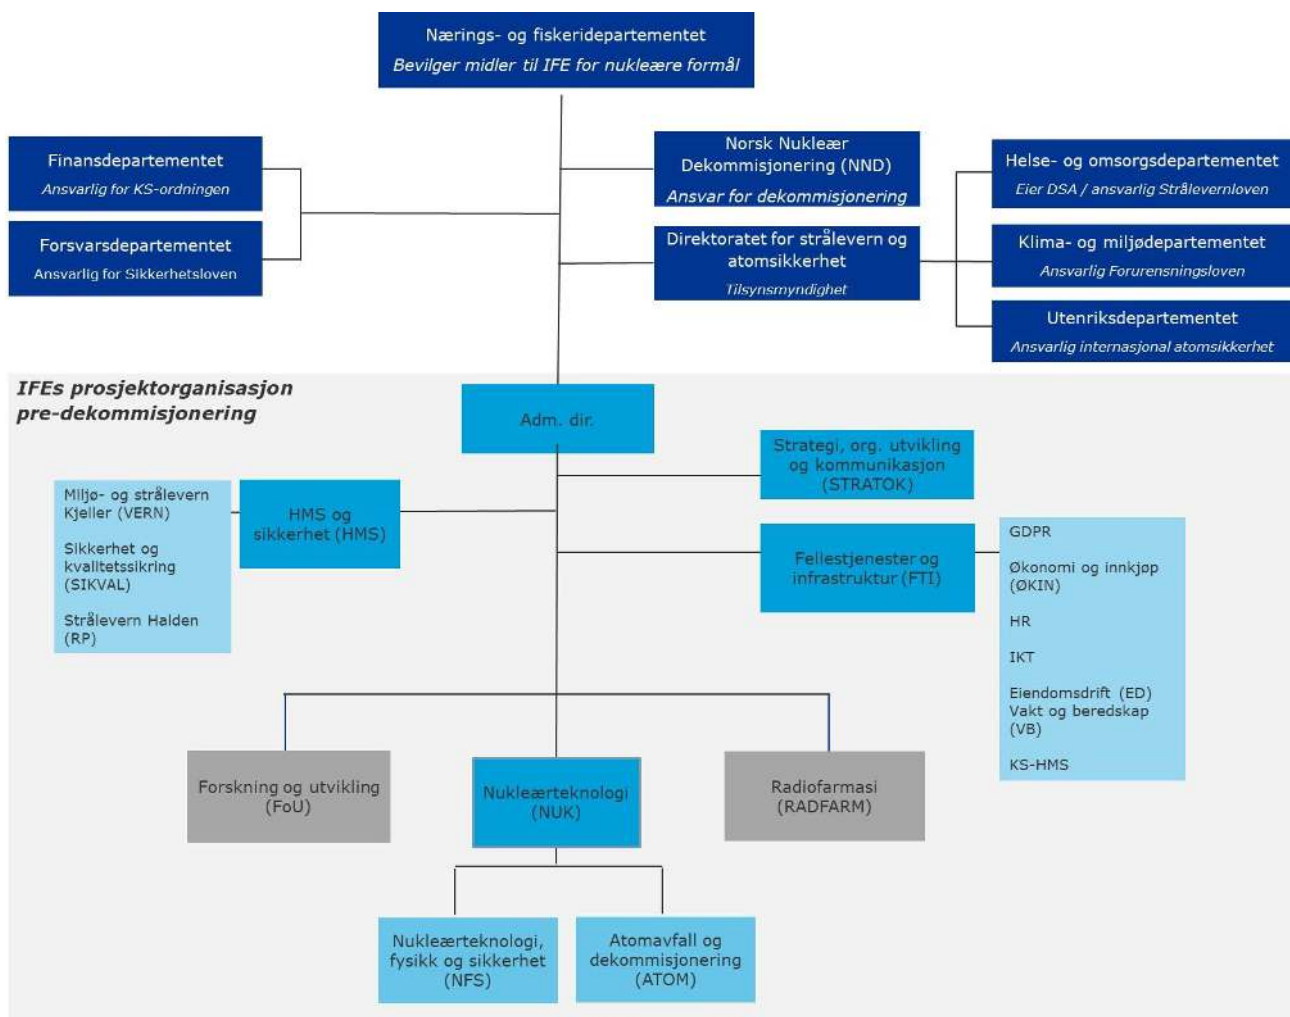 Nærings- og fiskeridepartementet
Bevilger midler til IFE for nukleære formål
Finansdepartementet
Ansvarlig for KS-ordningen
Forsvarsdepartementet
Ansvarlig for Sikkerhetsloven
Norsk Nukleær
Dekommisjonering (NND)
Ansvar for dekommisjonering
Direktoratet for strålevern og
atomsikkerhet
Tilsynsmyndighet
Helse- og omsorgsdepartementet
Eier DSA / ansvarlig Strålevernloven
Klima- og miljødepartementet
Ansvarlig Forurensningsloven
Utenriksdepartementet
Ansvarlig internasjonal atomsikkerhet
IFEs prosjektorganisasjon
pre-dekommisjonering
Adm. dir.
Strategi, org. utvikling
og kommunikasjon
(STRATOK)
Miljø- og strålevern
Kjeller (VERN)
Sikkerhet og
kvalitetssikring
(SIKVAL)
Strålevern Halden
(RP)
HMS og
sikkerhet (HMS)
Fellestjenester og
infrastruktur (FTI)
GDPR
Økonomi og innkjøp
(ØKIN)
HR
IKT
Eiendomsdrift (ED)
Vakt og beredskap
(VB)
KS-HMS
Forskning og utvikling
(FoU)
Nukleærteknologi
(NUK)
Radiofarmasi
(RADFARM)
Nukleærteknologi,
fysikk og sikkerhet
(NFS)
Atomavfall og
dekommisjonering
(ATOM)